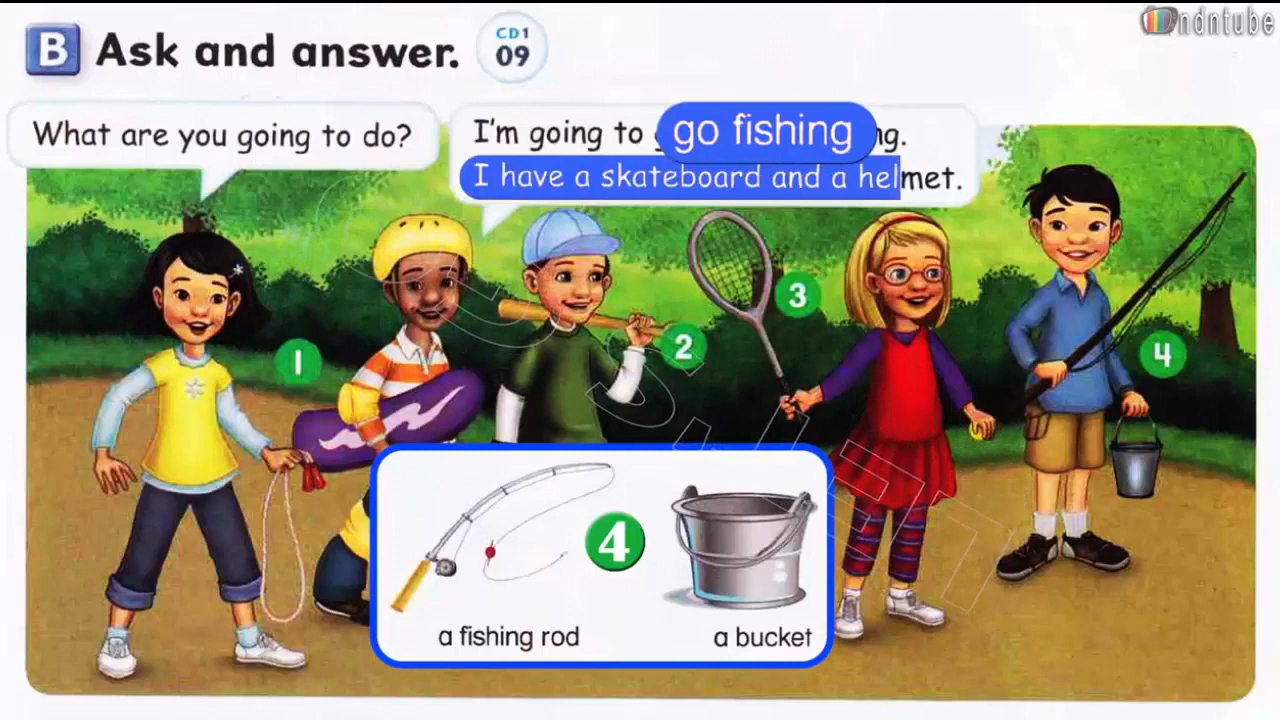 ndntube
B Ask and answer.
CD1
09
What are you going to do?
I'm going to go fishing ng.
I have a skateboard and a helmet.
1
2
3
4
4
a fishing rod
a bucket